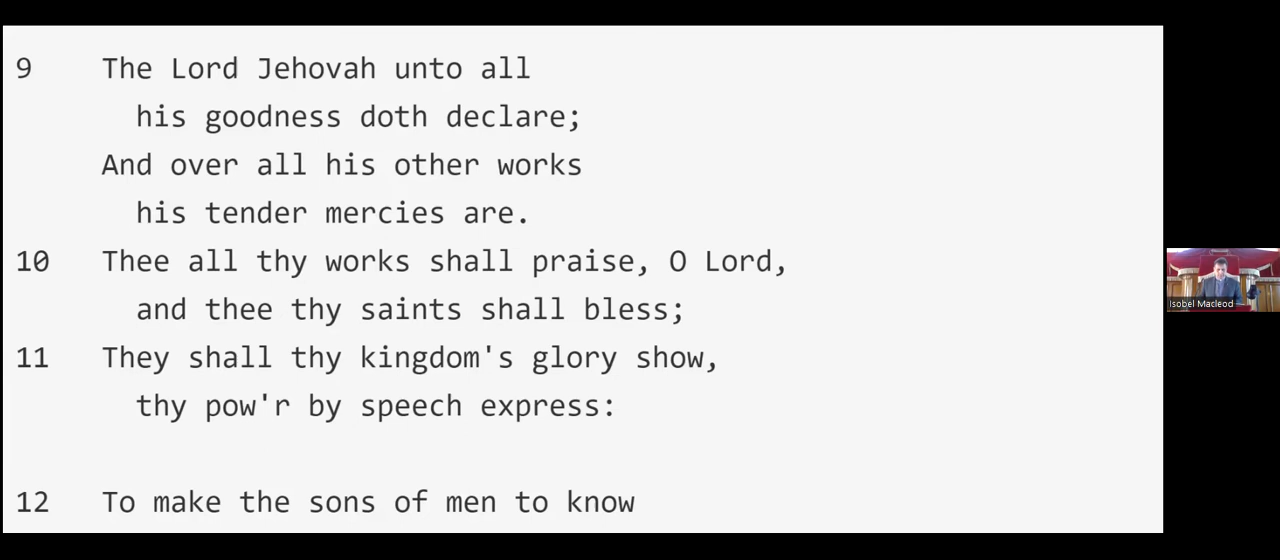 9 The Lord Jehovah unto all
his goodness doth declare;
And over all his other works
his tender mercies are.
10 Thee all thy works shall praise, O Lord,
and thee thy saints shall bless;
11 They shall thy kingdom's glory show,
thy pow'r by speech express:
12 To make the sons of men to know
Isobel Macleod